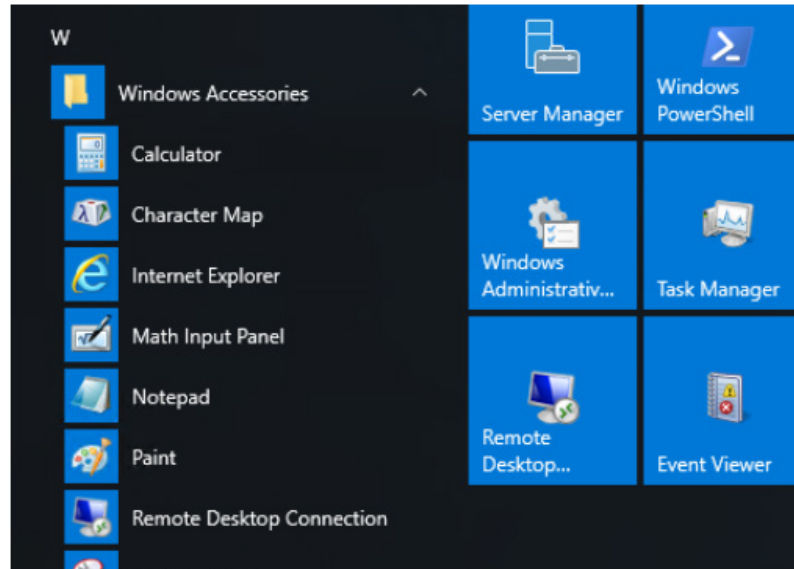 W
Windows Accessories
Calculator
Character Map
Internet Explorer
Math Input Panel
Notepad
Paint
Remote Desktop Connection
Server Manager
Windows
PowerShell
Windows
Administrativ...
Task Manager
Remote
Desktop...
Event Viewer